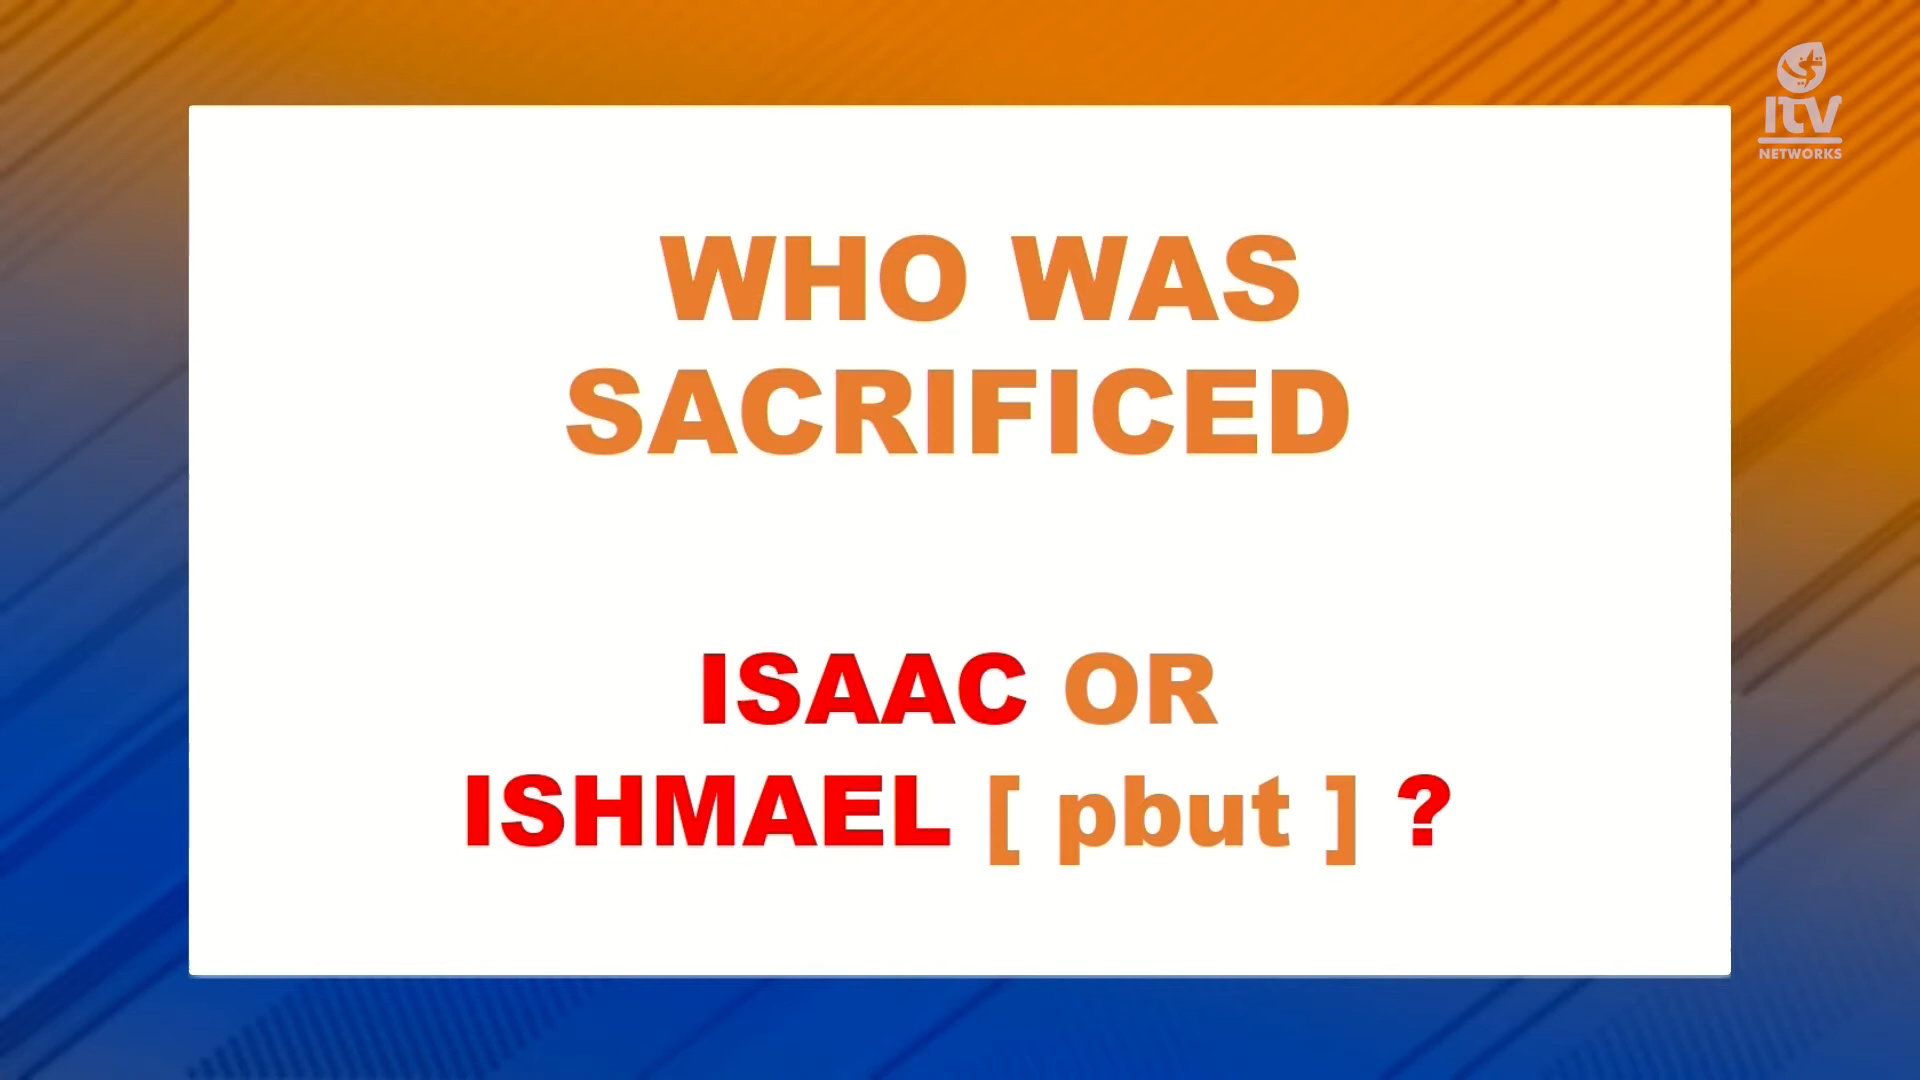 ITV
NETWORKS
WHO WAS
SACRIFICED
ISAAC OR
ISHMAEL [ pbut ] ?